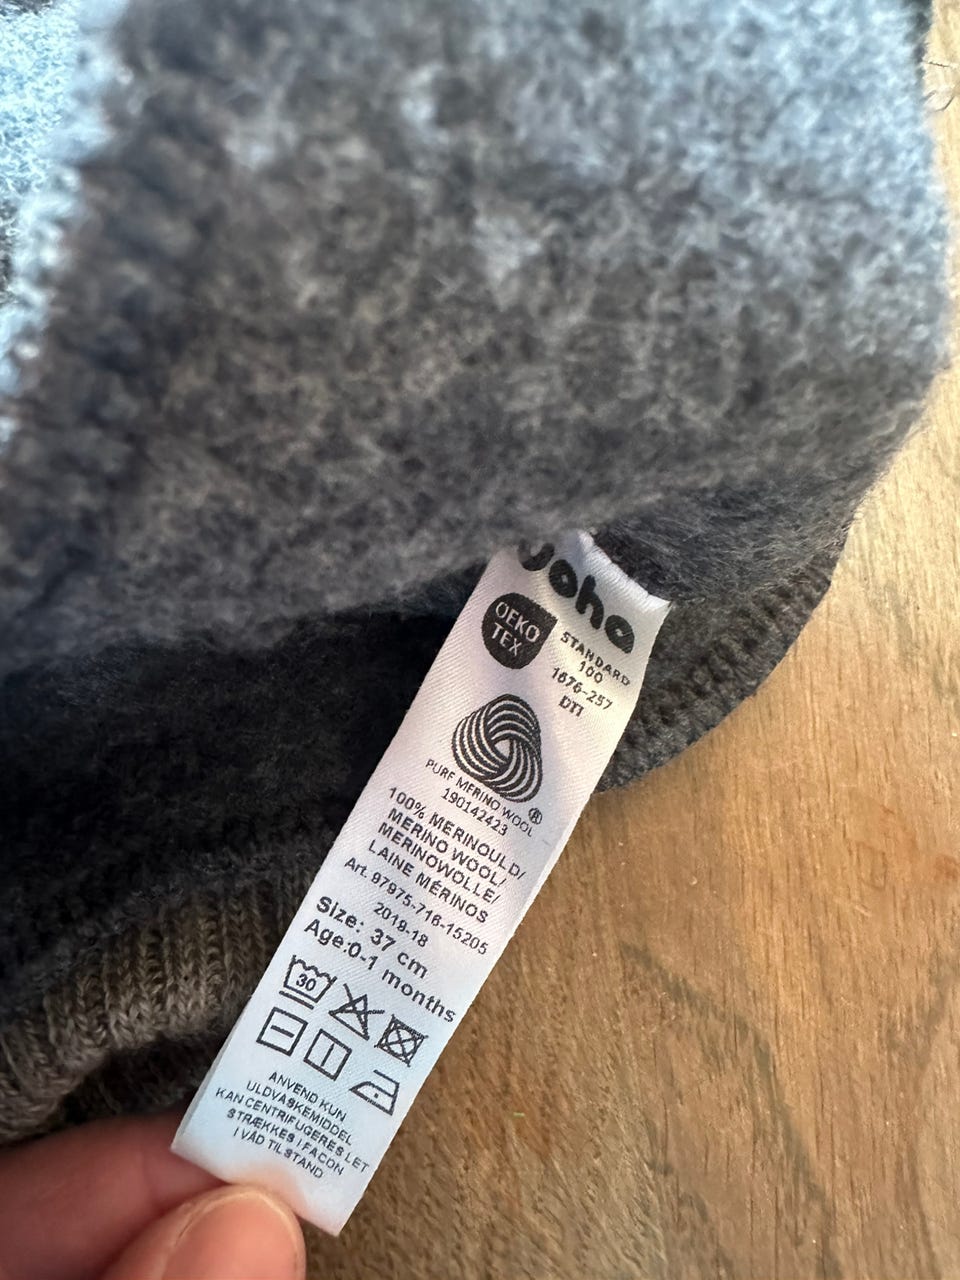 Joha
OEKO
TEX
STANDARD
100
1676-257
DTI
PURE MERINO WOOL
190142423
®
100% MERINOULD/
MERINO WOOL/
MERINOWOLLE/
LAINE MÉRINOS
Art. 97975-716-15205
2019-18
Size: 37 cm
Age:0-1 months
30
ANVEND KUN
ULDVASKEMIDDEL
KAN CENTRIFUGERES LET
STRÆKKES I FACON
I VÅD TILSTAND